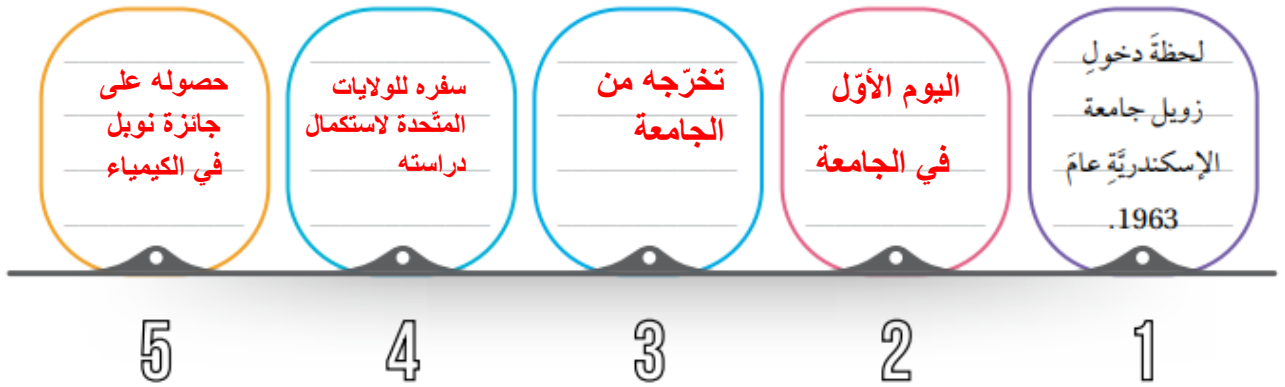 لحظةَ دخولِ
زويل جامعة
الإسكندريَّةِ عامَ
1963.
اليوم الأوّل
في الجامعة
تخرّجه من
الجامعة
سفره للولايات
المتّحدة لاستكمال
دراسته
حصوله على
جائزة نوبل
في الكيمياء
1
2
3
4
5